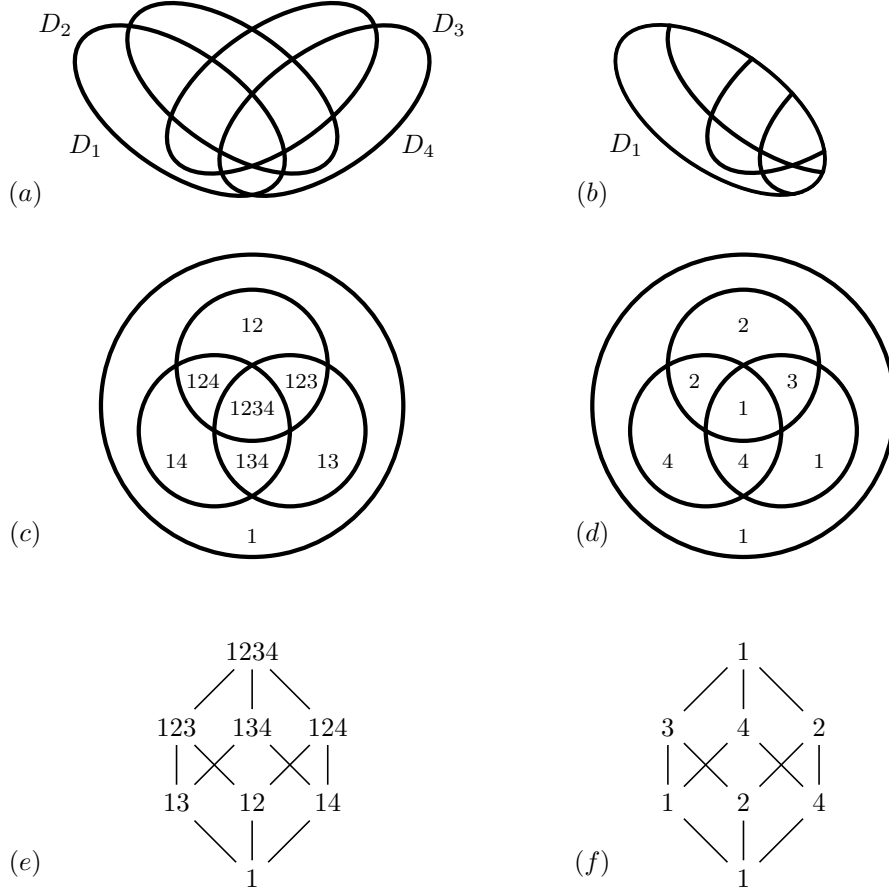 D₂ D₃
D₁ D₄ D₁
(a) (b)
12 2
124 123 2 3
1234 1
14 134 13 4 4 1
(c) 1 (d) 1
1234 1
123 134 124 3 4 2
13 12 14 1 2 4
(e) 1 (f) 1